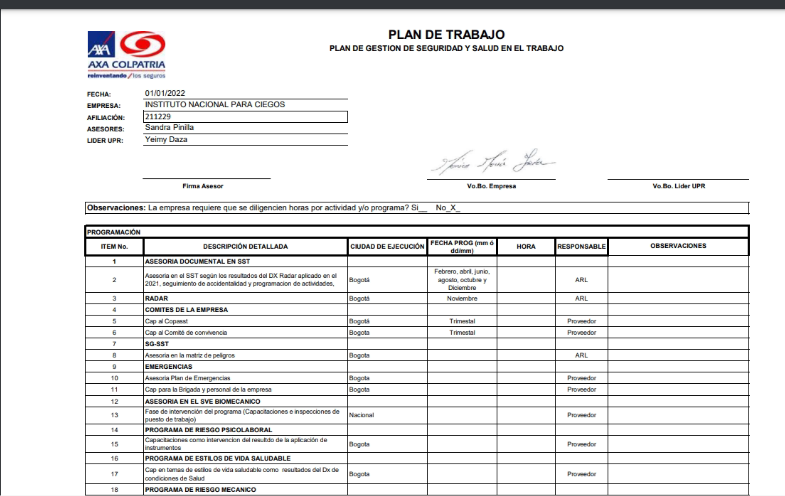 PLAN DE TRABAJO
PLAN DE GESTION DE SEGURIDAD Y SALUD EN EL TRABAJO
AXA
AXA COLPATRIA
reinventando / los seguros
FECHA: 01/01/2022
EMPRESA: INSTITUTO NACIONAL PARA CIEGOS
AFILIACIÓN: 211229
ASESORES: Sandra Pinilla
LIDER UPR: Yeimy Daza
Firma Asesor Vo.Bo. Empresa Vo.Bo. Lider UPR
Observaciones: La empresa requiere que se diligencien horas por actividad y/o programa? Si__ No_X_
PROGRAMACIÓN
ITEM No. DESCRIPCIÓN DETALLADA CIUDAD DE EJECUCIÓN FECHA PROG (mm ó dd/mm) HORA RESPONSABLE OBSERVACIONES
1 ASESORIA DOCUMENTAL EN SST
2 Asesoria en el SST según los resultados del DX Radar aplicado en el 2021, seguimiento de accidentalidad y programacion de actividades, Bogotá Febrero, abril, junio, agosto, octubre y Diciembre ARL
3 RADAR Bogotá Noviembre ARL
4 COMITES DE LA EMPRESA
5 Cap al Copasst Bogotá Trimestal Proveedor
6 Cap al Comité de convivencia Bogota Trimestal Proveedor
7 SG-SST
8 Asesoria en la matriz de peligros Bogota ARL
9 EMERGENCIAS
10 Asesoria Plan de Emergencias Bogota Proveedor
11 Cap para la Brigada y personal de la empresa Bogota Proveedor
12 ASESORIA EN EL SVE BIOMECANICO
13 Fase de intervención del programa (Capacitaciones e inspecciones de puesto de trabajo) Nacional Proveedor
14 PROGRAMA DE RIESGO PSICOLABORAL
15 Capacitaciones como intervencion del resultdo de la aplicación de instrumentos Bogota Proveedor
16 PROGRAMA DE ESTILOS DE VIDA SALUDABLE
17 Cap en temas de estilos de vida saludable como resultados del Dx de condiciones de Salud Bogota Proveedor
18 PROGRAMA DE RIESGO MECANICO